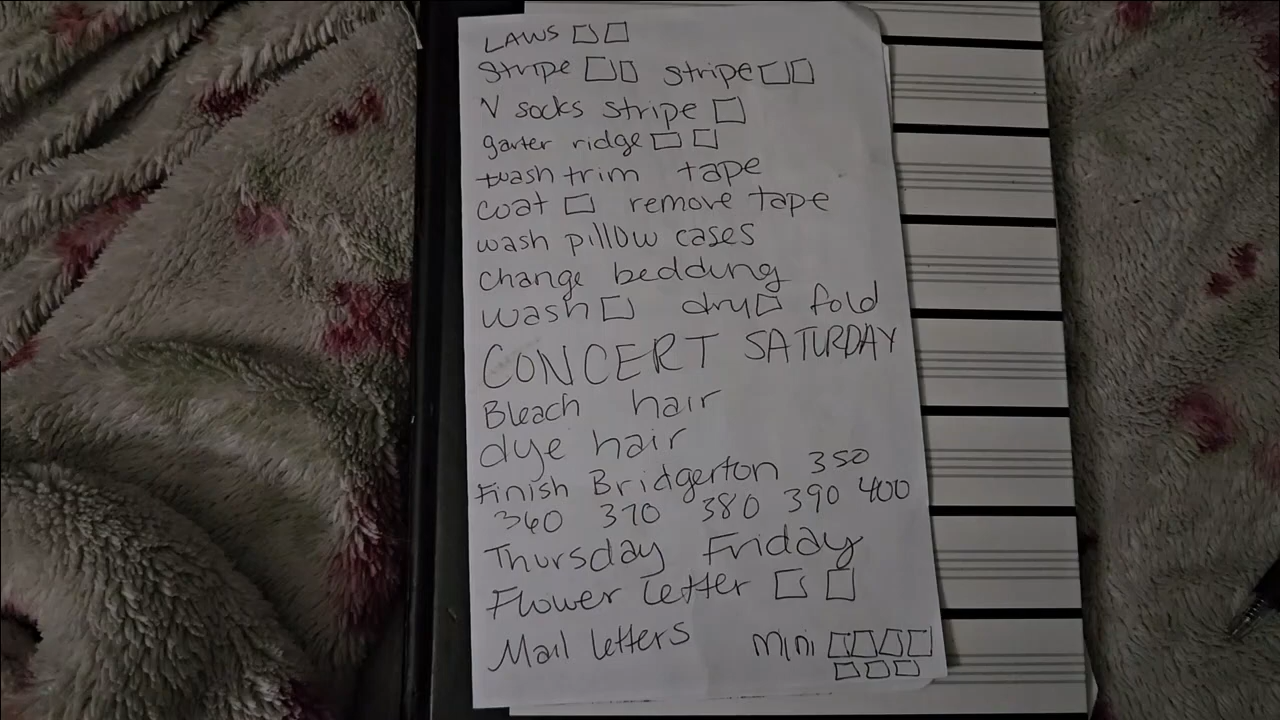 LAWS □ □
stripe □ □ stripe □ □
V socks stripe □
garter ridge □ □
wash trim tape
coat □ remove tape
wash pillow cases
change bedding
wash □ dry □ fold
CONCERT SATURDAY
Bleach hair
dye hair
Finish Bridgerton 350
360 370 380 390 400
Thursday Friday
Flower letter □ □
Mail letters mini □ □ □ □
□ □ □